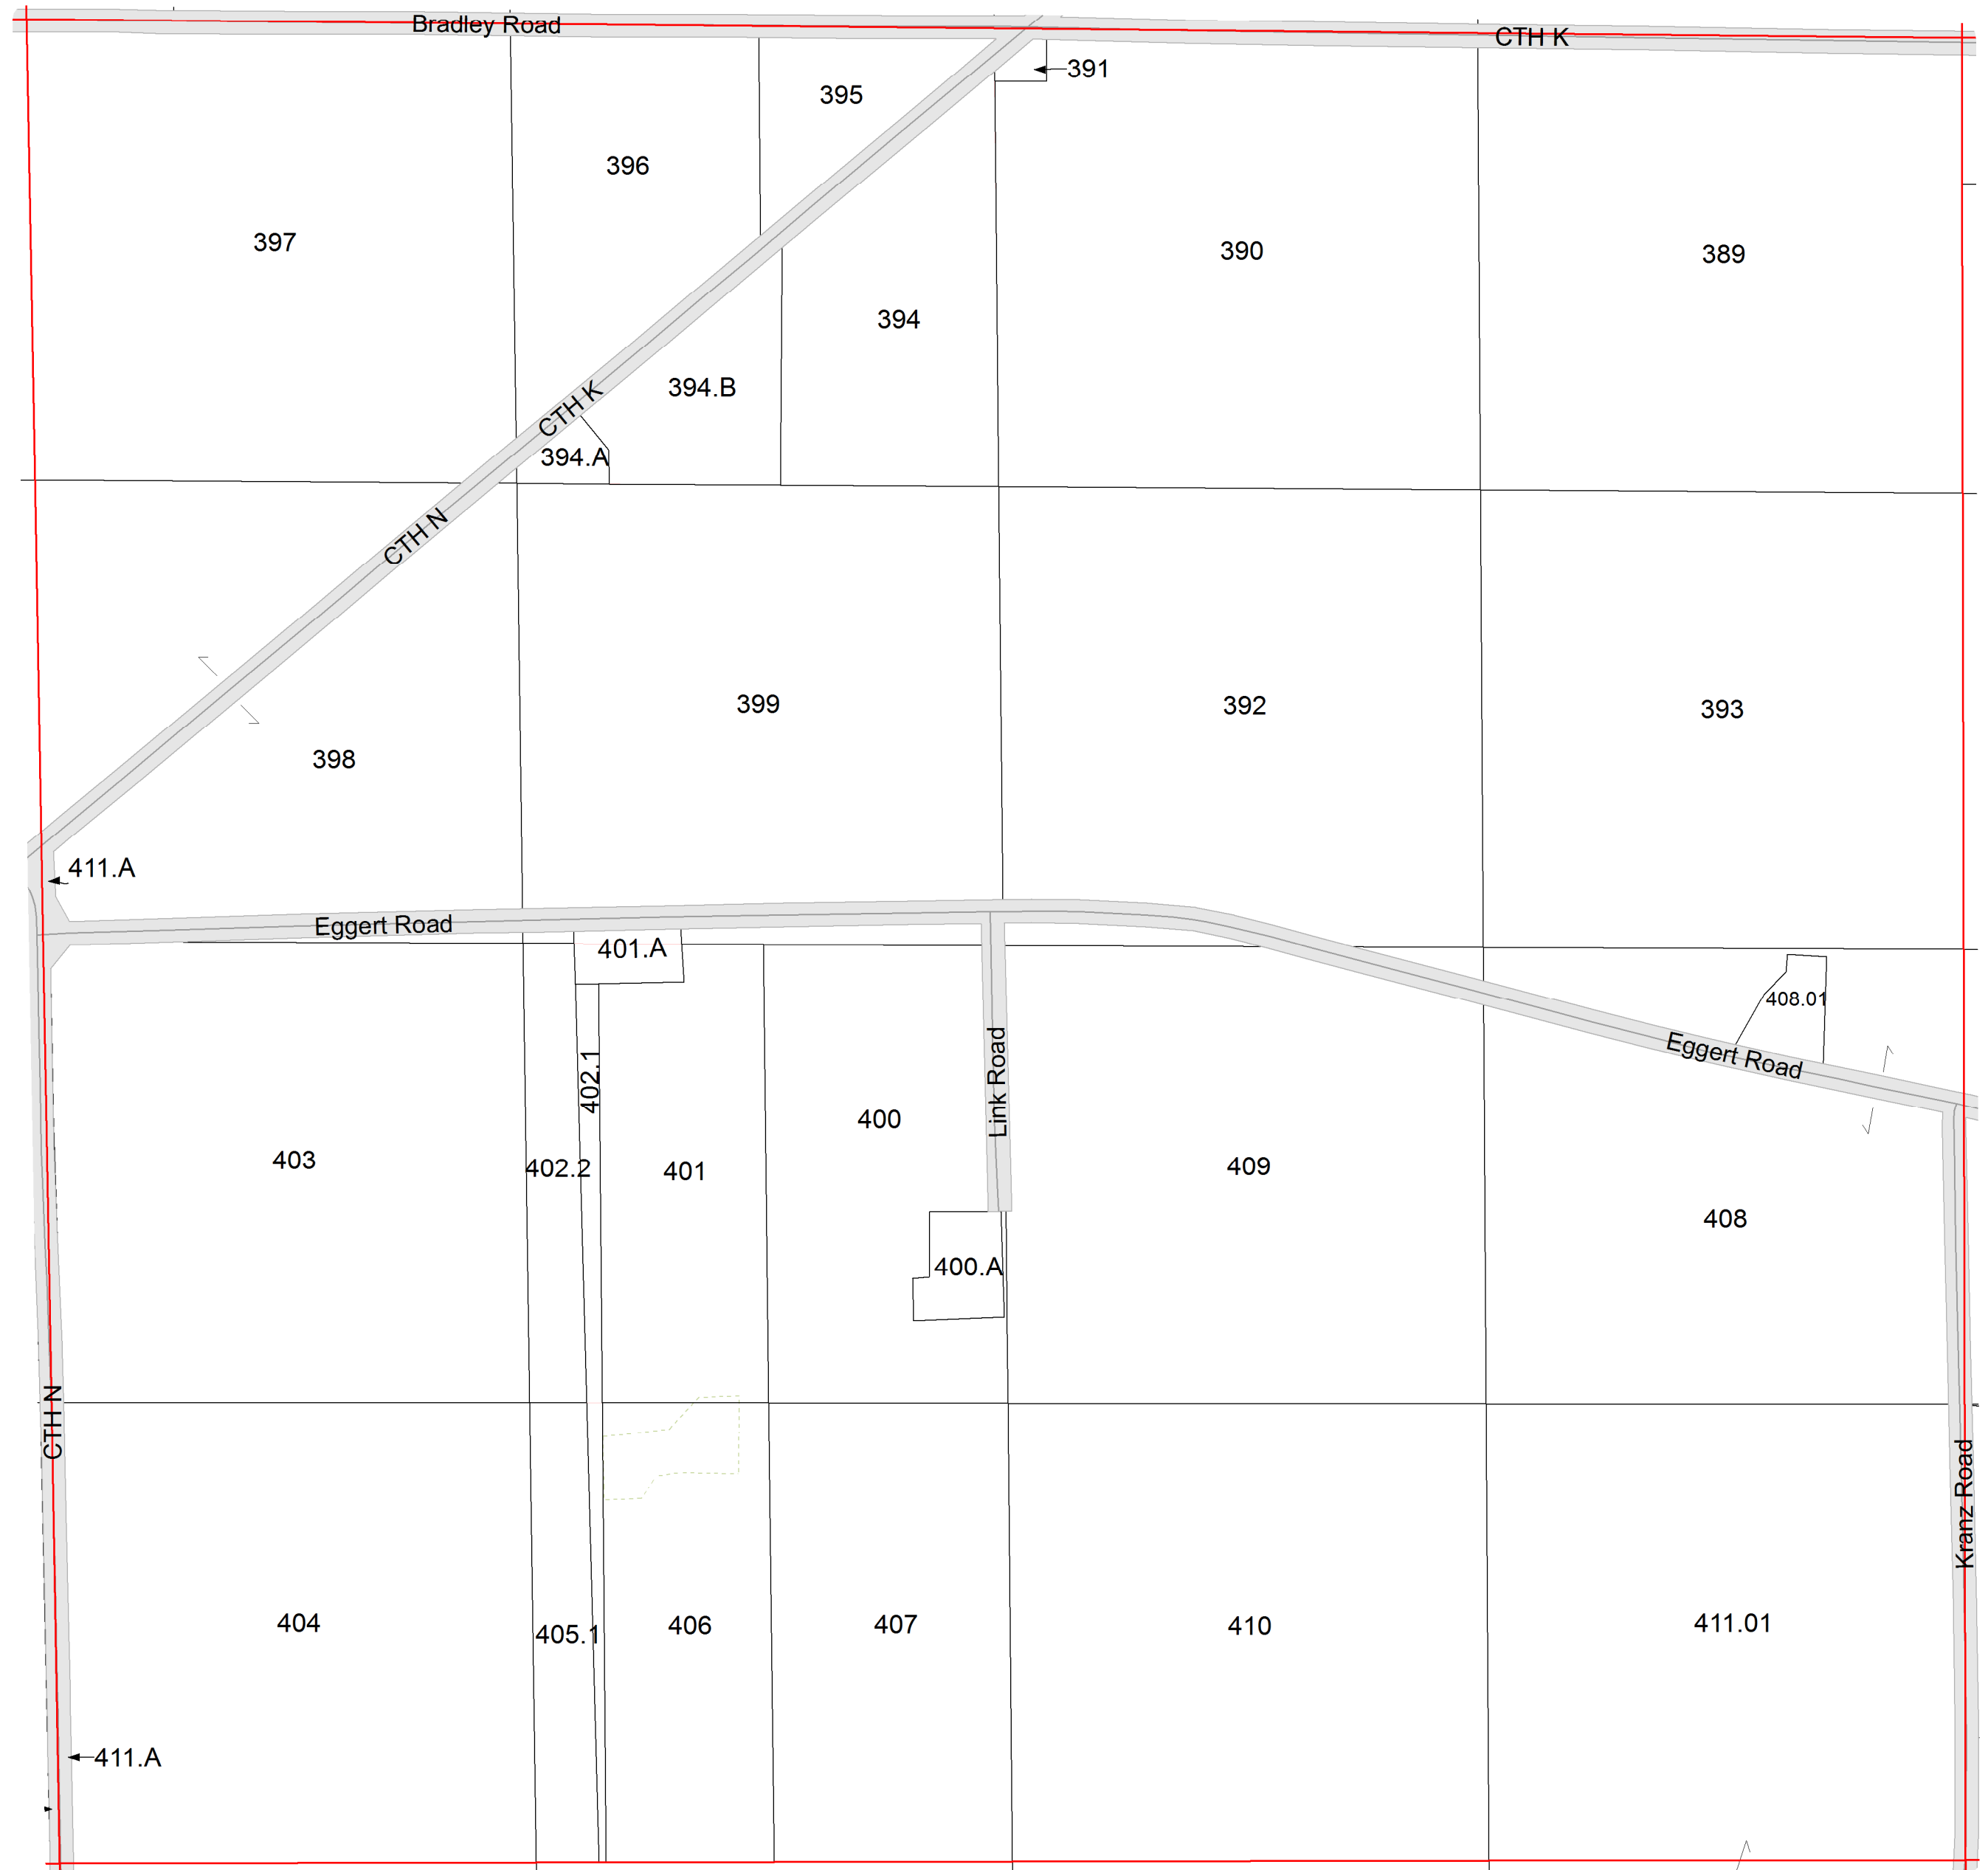 Bradley Road
CTH K
391
395
396
397
390
389
394
394.B
CTH K
394.A
CTH N
399
392
393
398
411.A
Eggert Road
401.A
408.01
Eggert Road
402.1
Link Road
400
403
402.2
401
409
408
400.A
CTH N
Kranz Road
404
405.1
406
407
410
411.01
411.A